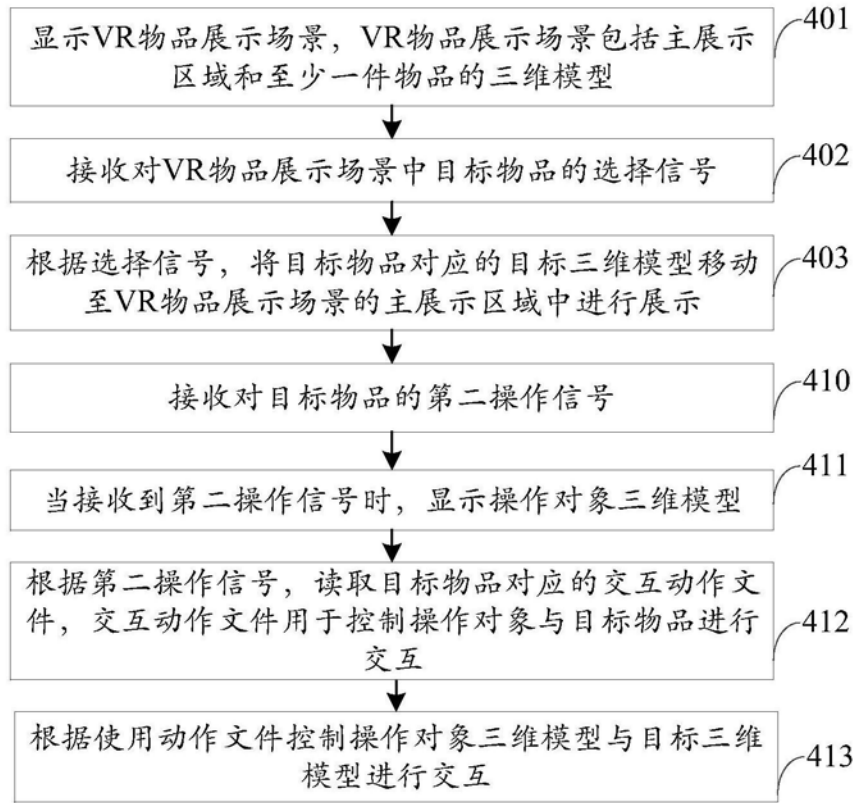 显示VR物品展示场景，VR物品展示场景包括主展示
区域和至少一件物品的三维模型
401
接收对VR物品展示场景中目标物品的选择信号
402
根据选择信号，将目标物品对应的目标三维模型移动
至VR物品展示场景的主展示区域中进行展示
403
接收对目标物品的第二操作信号
410
当接收到第二操作信号时，显示操作对象三维模型
411
根据第二操作信号，读取目标物品对应的交互动作文
件，交互动作文件用于控制操作对象与目标物品进行
交互
412
根据使用动作文件控制操作对象三维模型与目标三维
模型进行交互
413